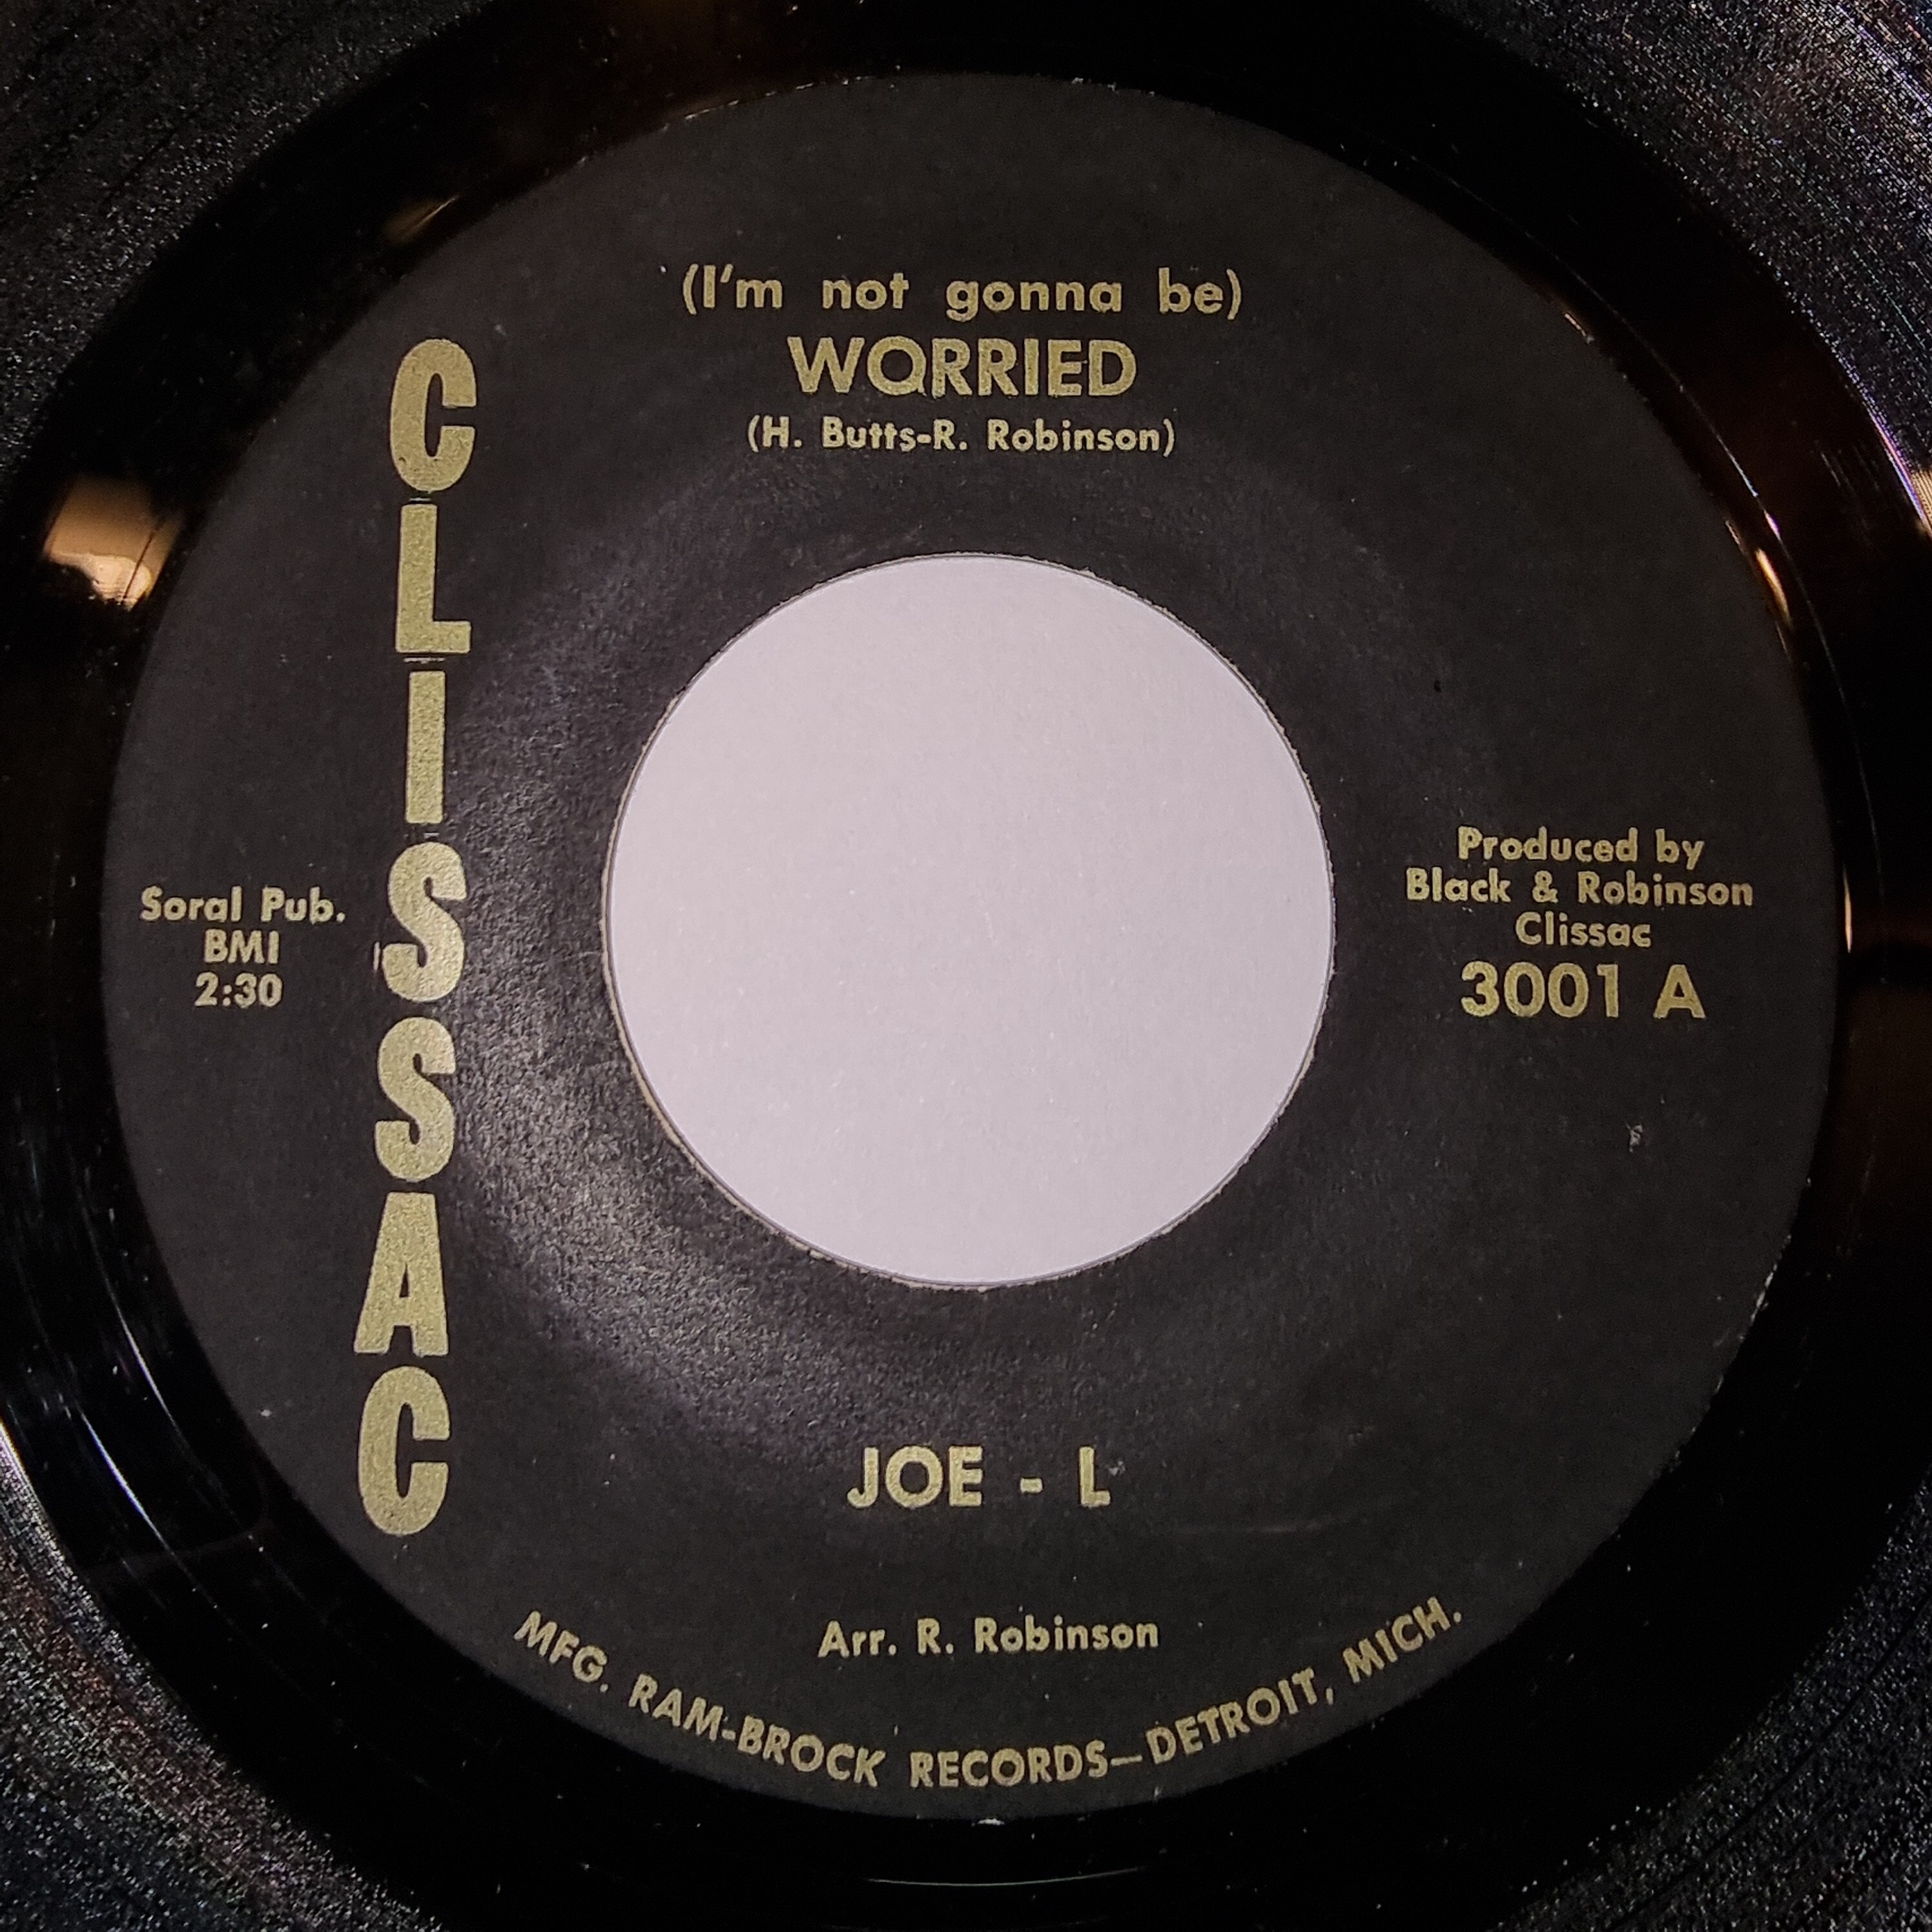 (I'm not gonna be)
WORRIED
(H. Butts-R. Robinson)
CLISSAC
Soral Pub.
BMI
2:30
Produced by
Black & Robinson
Clissac
3001 A
JOE - L
Arr. R. Robinson
MFG. RAM-BROCK RECORDS—DETROIT, MICH.